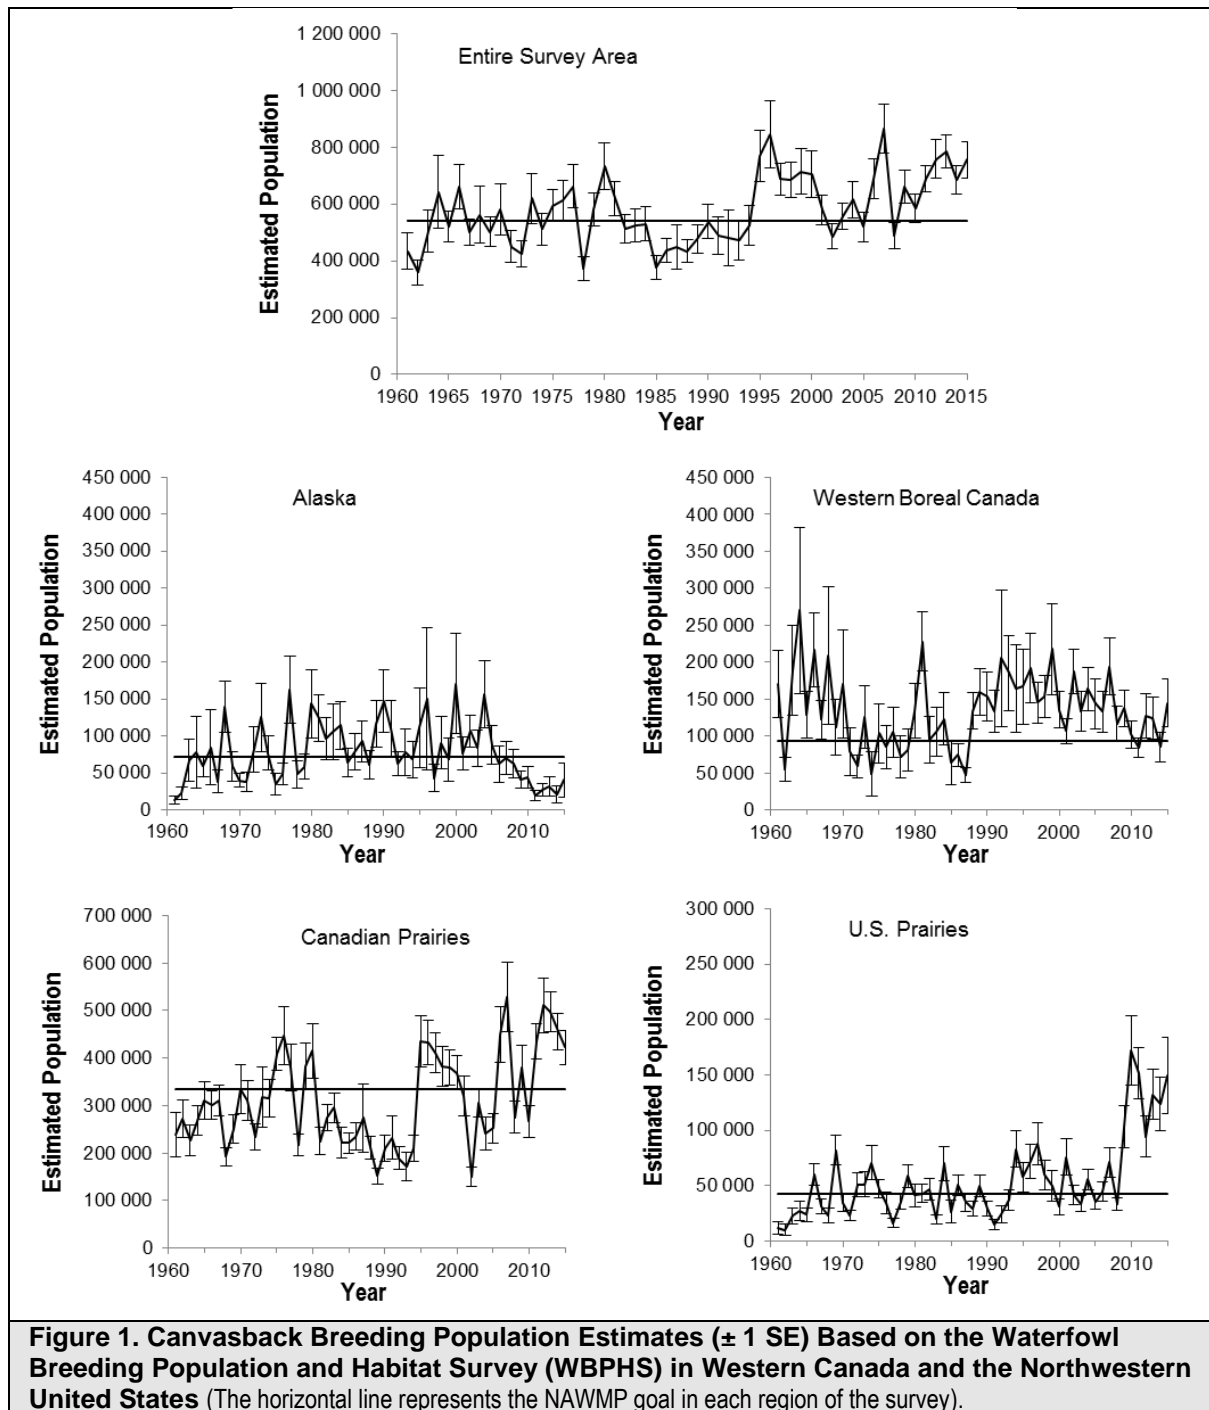 Entire Survey Area
1 200 000
1 000 000
800 000
600 000
400 000
200 000
0
Estimated Population
1960 1965 1970 1975 1980 1985 1990 1995 2000 2005 2010 2015
Year
Alaska
450 000
400 000
350 000
300 000
250 000
200 000
150 000
100 000
50 000
0
Estimated Population
1960 1970 1980 1990 2000 2010
Year
Western Boreal Canada
450 000
400 000
350 000
300 000
250 000
200 000
150 000
100 000
50 000
0
Estimated Population
1960 1970 1980 1990 2000 2010
Year
Canadian Prairies
700 000
600 000
500 000
400 000
300 000
200 000
100 000
0
Estimated Population
1960 1970 1980 1990 2000 2010
Year
U.S. Prairies
300 000
250 000
200 000
150 000
100 000
50 000
0
Estimated Population
1960 1970 1980 1990 2000 2010
Year
Figure 1. Canvasback Breeding Population Estimates (± 1 SE) Based on the Waterfowl
Breeding Population and Habitat Survey (WBPHS) in Western Canada and the Northwestern
United States (The horizontal line represents the NAWMP goal in each region of the survey).